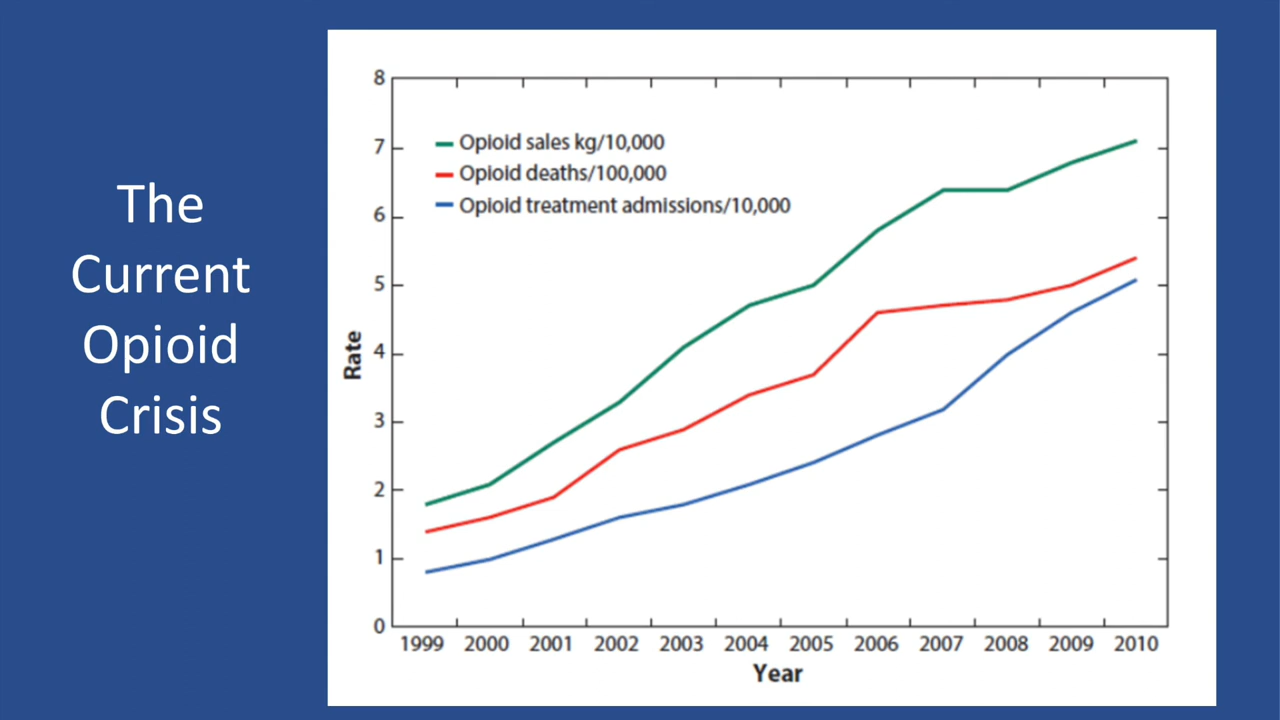 The
Current
Opioid
Crisis
8
7
6
5
4
3
2
1
0
Rate
Opioid sales kg/10,000
Opioid deaths/100,000
Opioid treatment admissions/10,000
1999 2000 2001 2002 2003 2004 2005 2006 2007 2008 2009 2010
Year